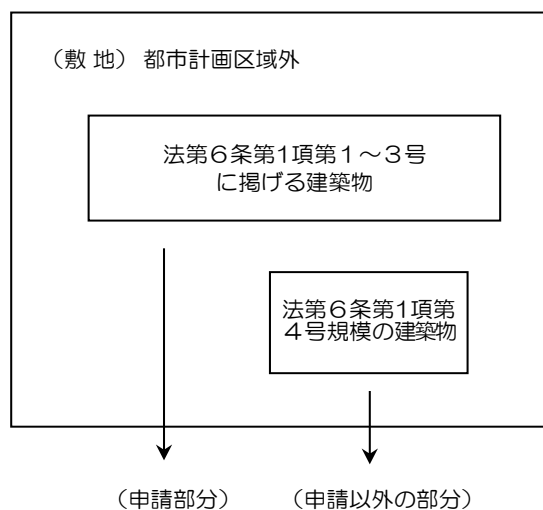 （敷 地） 都市計画区域外
法第６条第1項第１～３号
に掲げる建築物
法第６条第1項第
４号規模の建築物
（申請部分）
（申請以外の部分）